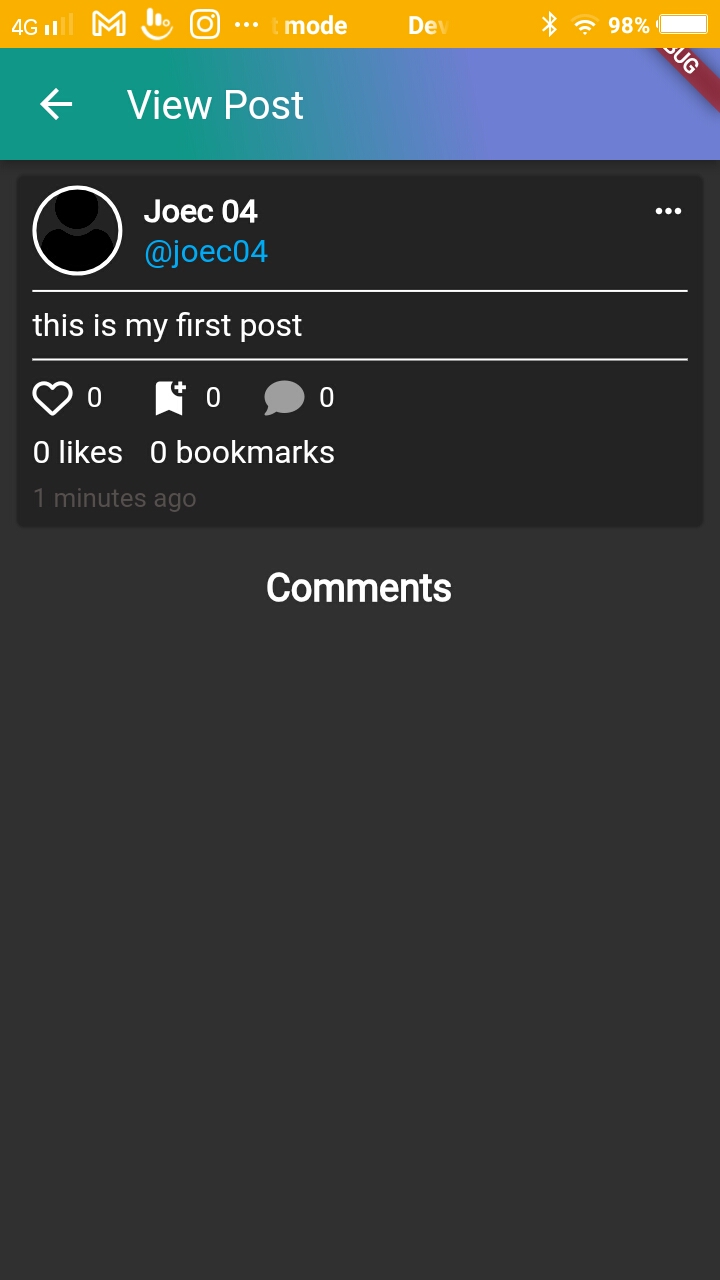 4G t mode Dev 98%
View Post
Joec 04
@joec04
this is my first post
0 0 0
0 likes 0 bookmarks
1 minutes ago
Comments